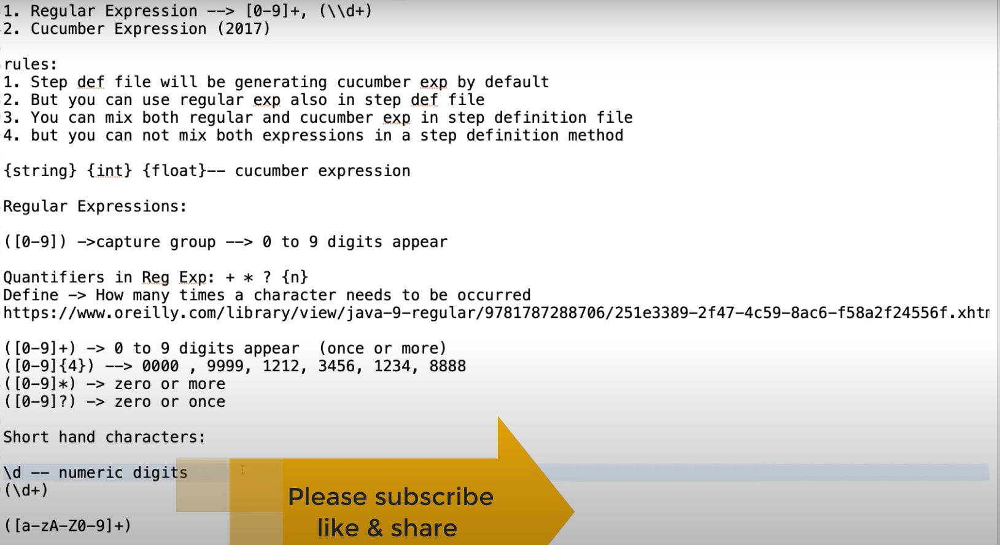 1. Regular Expression --> [0-9]+, (\\d+)
2. Cucumber Expression (2017)
rules:
1. Step def file will be generating cucumber exp by default
2. But you can use regular exp also in step def file
3. You can mix both regular and cucumber exp in step definition file
4. but you can not mix both expressions in a step definition method
{string} {int} {float}-- cucumber expression
Regular Expressions:
([0-9]) ->capture group --> 0 to 9 digits appear
Quantifiers in Reg Exp: + * ? {n}
Define -> How many times a character needs to be occurred
https://www.oreilly.com/library/view/java-9-regular/9781787288706/251e3389-2f47-4c59-8ac6-f58a2f24556f.xhtm
([0-9]+) -> 0 to 9 digits appear  (once or more)
([0-9]{4}) --> 0000 , 9999, 1212, 3456, 1234, 8888
([0-9]*) -> zero or more
([0-9]?) -> zero or once
Short hand characters:
\d -- numeric digits
(\d+)
Please subscribe
like & share
([a-zA-Z0-9]+)